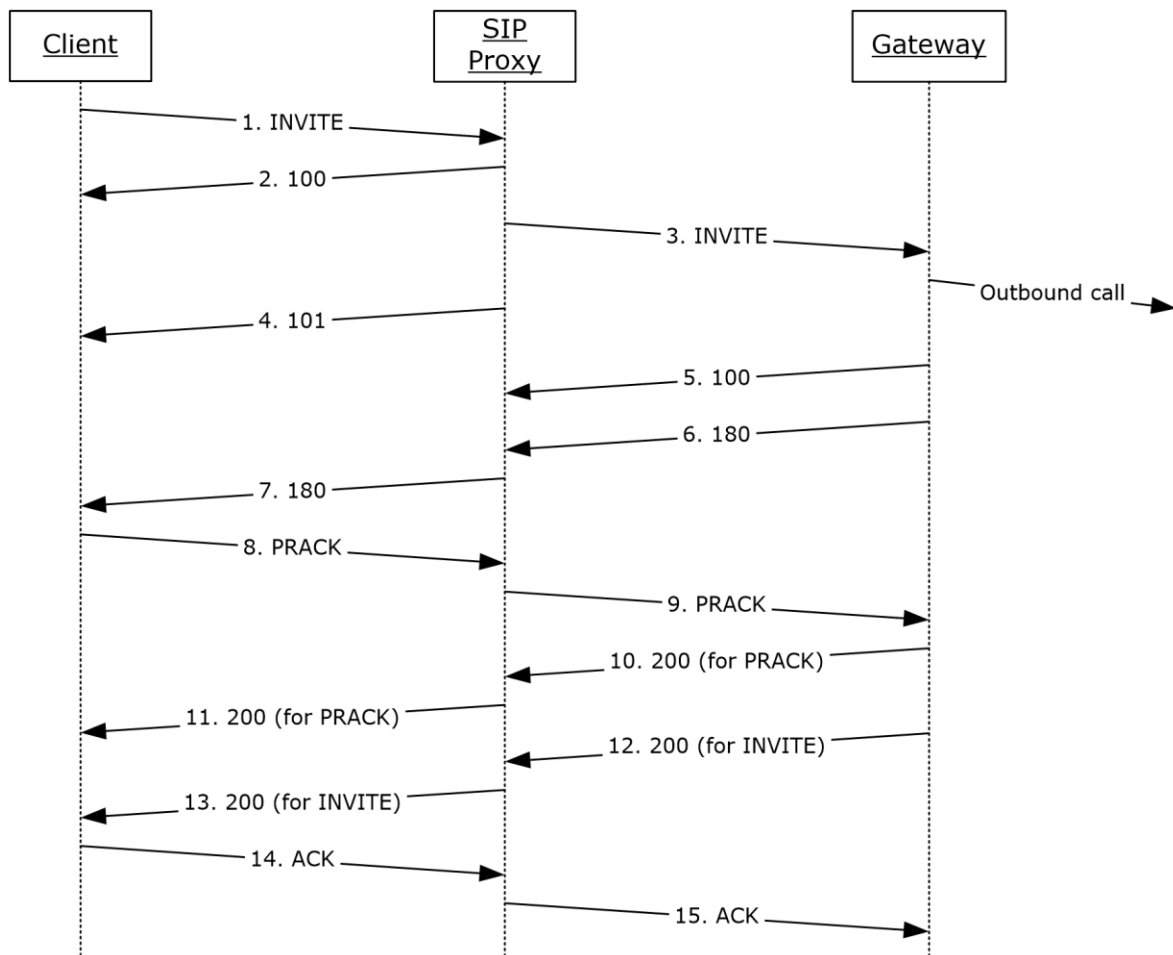 Client
SIP
Proxy
Gateway
1. INVITE
2. 100
3. INVITE
Outbound call
4. 101
5. 100
6. 180
7. 180
8. PRACK
9. PRACK
10. 200 (for PRACK)
11. 200 (for PRACK)
12. 200 (for INVITE)
13. 200 (for INVITE)
14. ACK
15. ACK